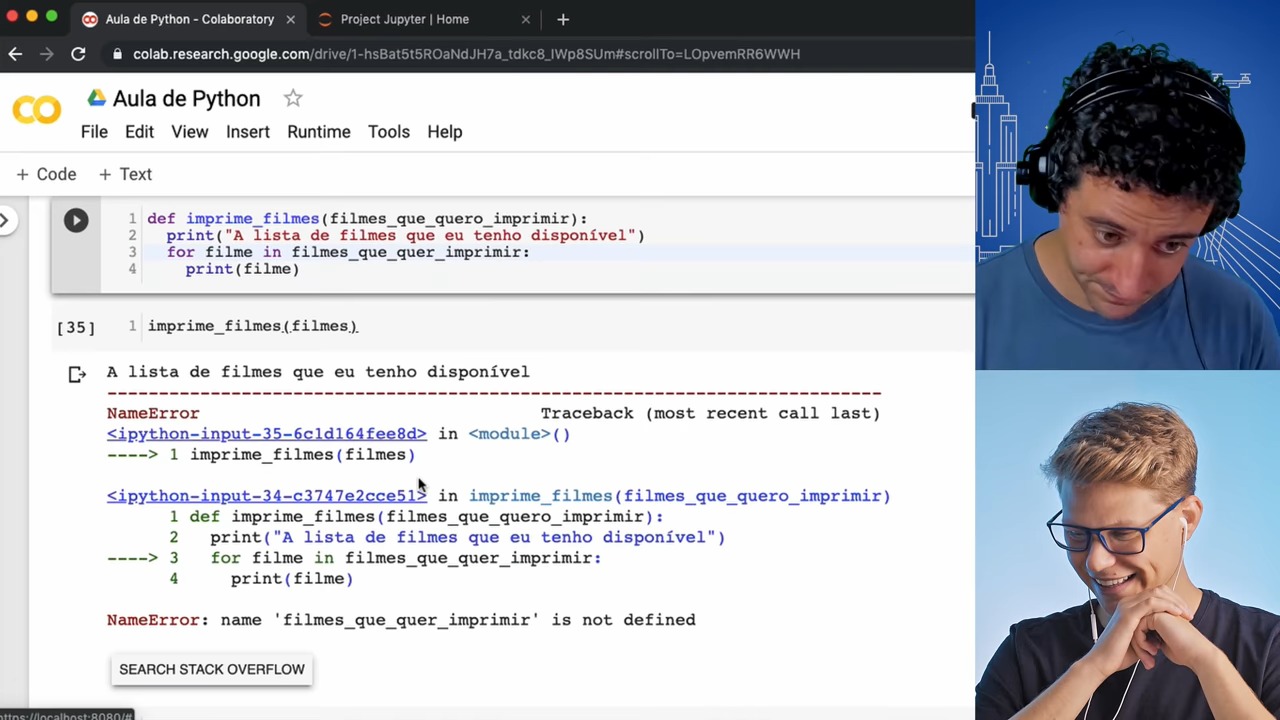 Aula de Python - Colaboratory
Project Jupyter | Home
colab.research.google.com/drive/1-hsBat5t5ROaNdJH7a_tdkc8_IWp8SUm#scrollTo=LOpvemRR6WWH
Aula de Python
File Edit View Insert Runtime Tools Help
+ Code + Text
1 def imprime_filmes(filmes_que_quero_imprimir):
2 print("A lista de filmes que eu tenho disponível")
3 for filme in filmes_que_quer_imprimir:
4 print(filme)
[35] 1 imprime_filmes(filmes)
A lista de filmes que eu tenho disponível
---------------------------------------------------------------------------
NameError Traceback (most recent call last)
<ipython-input-35-6c1d164fee8d> in <module>()
----> 1 imprime_filmes(filmes)
<ipython-input-34-c3747e2cce51> in imprime_filmes(filmes_que_quero_imprimir)
1 def imprime_filmes(filmes_que_quero_imprimir):
2 print("A lista de filmes que eu tenho disponível")
----> 3 for filme in filmes_que_quer_imprimir:
4 print(filme)
NameError: name 'filmes_que_quer_imprimir' is not defined
SEARCH STACK OVERFLOW
https://localhost:8080/#